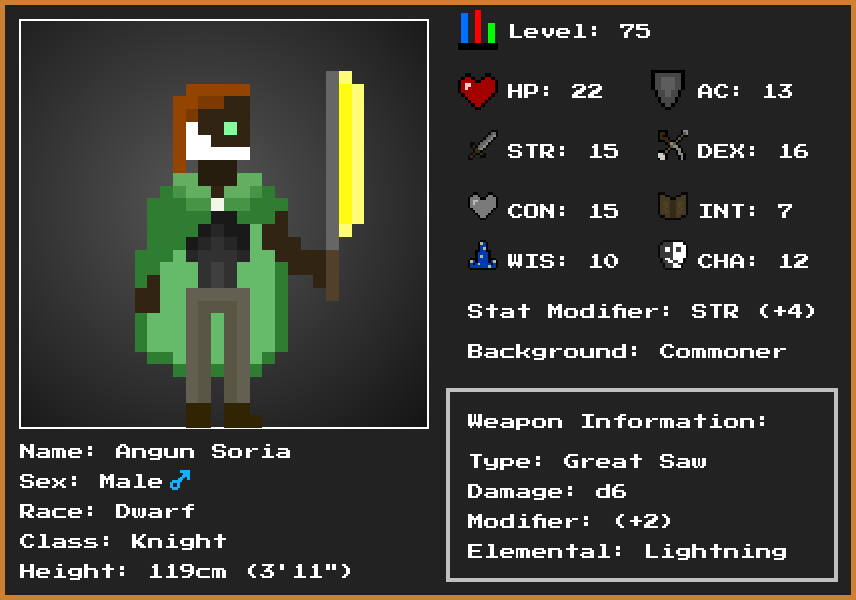 Level: 75
HP: 22 AC: 13
STR: 15 DEX: 16
CON: 15 INT: 7
WIS: 10 CHA: 12
Stat Modifier: STR (+4)
Background: Commoner
Weapon Information:
Type: Great Saw
Damage: d6
Modifier: (+2)
Elemental: Lightning
Name: Angun Soria
Sex: Male♂
Race: Dwarf
Class: Knight
Height: 119cm (3'11")